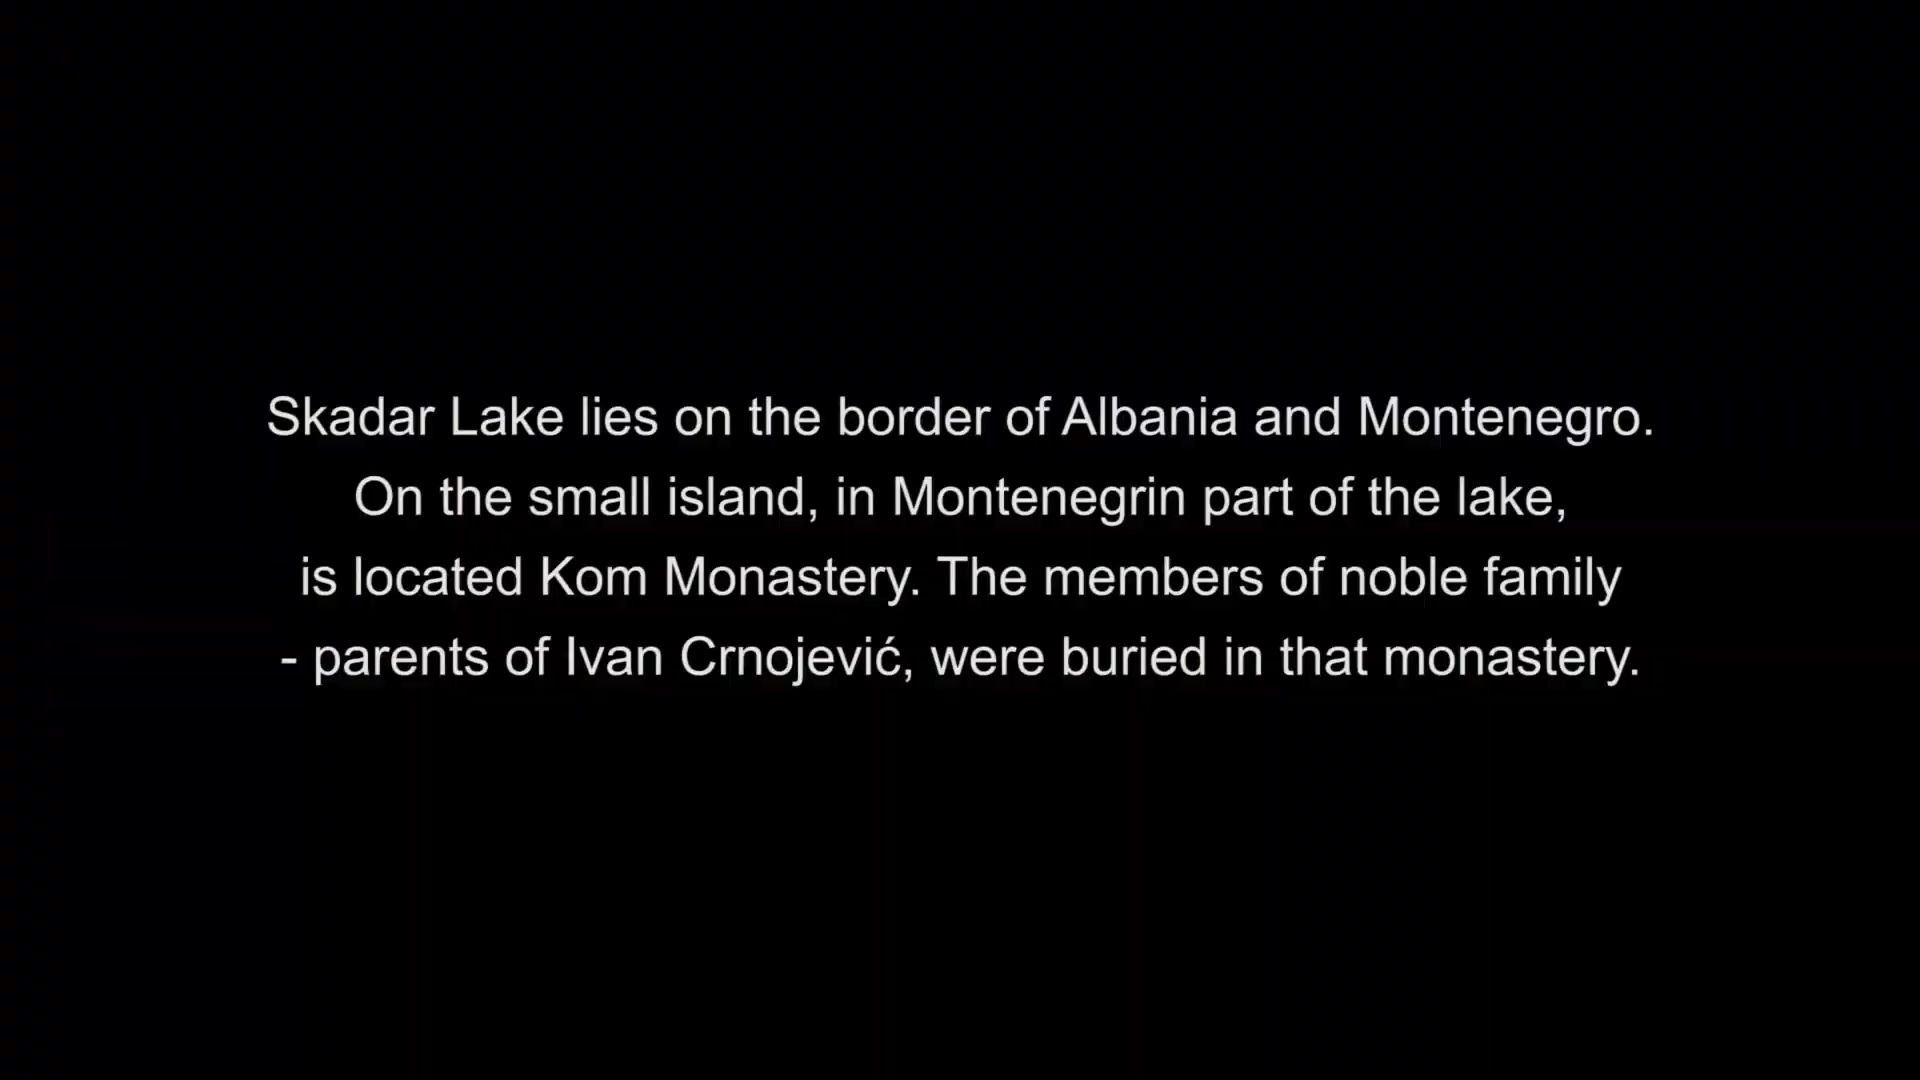 Skadar Lake lies on the border of Albania and Montenegro.
On the small island, in Montenegrin part of the lake,
is located Kom Monastery. The members of noble family
- parents of Ivan Crnojević, were buried in that monastery.